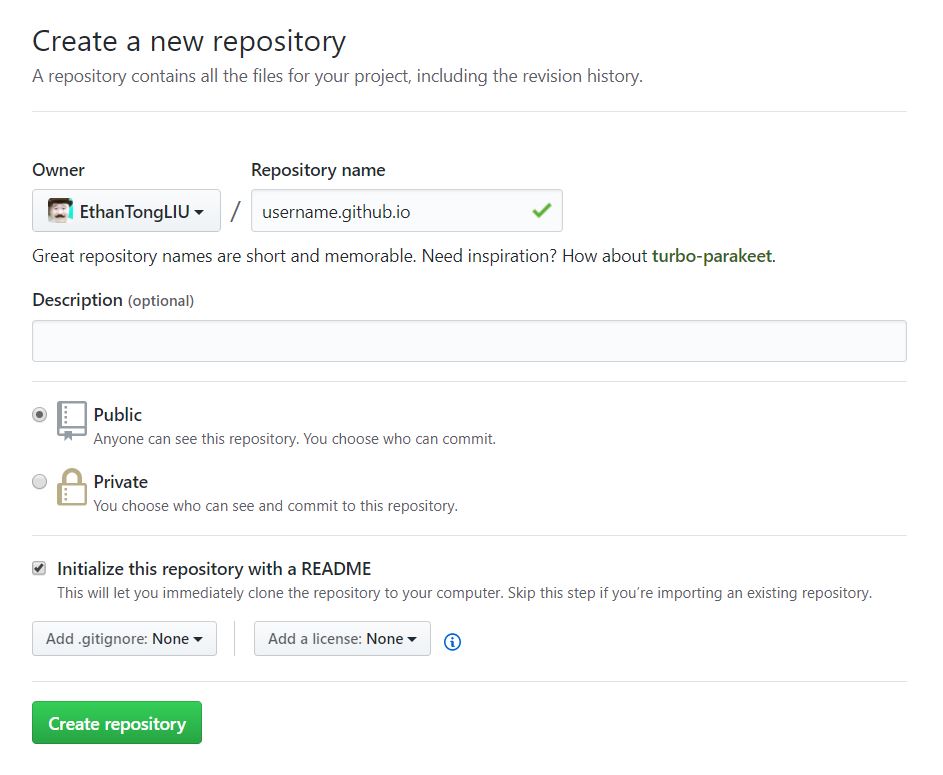 Create a new repository
A repository contains all the files for your project, including the revision history.
Owner
Repository name
EthanTongLIU
/
username.github.io
Great repository names are short and memorable. Need inspiration? How about turbo-parakeet.
Description (optional)
Public
Anyone can see this repository. You choose who can commit.
Private
You choose who can see and commit to this repository.
Initialize this repository with a README
This will let you immediately clone the repository to your computer. Skip this step if you’re importing an existing repository.
Add .gitignore: None
Add a license: None
Create repository